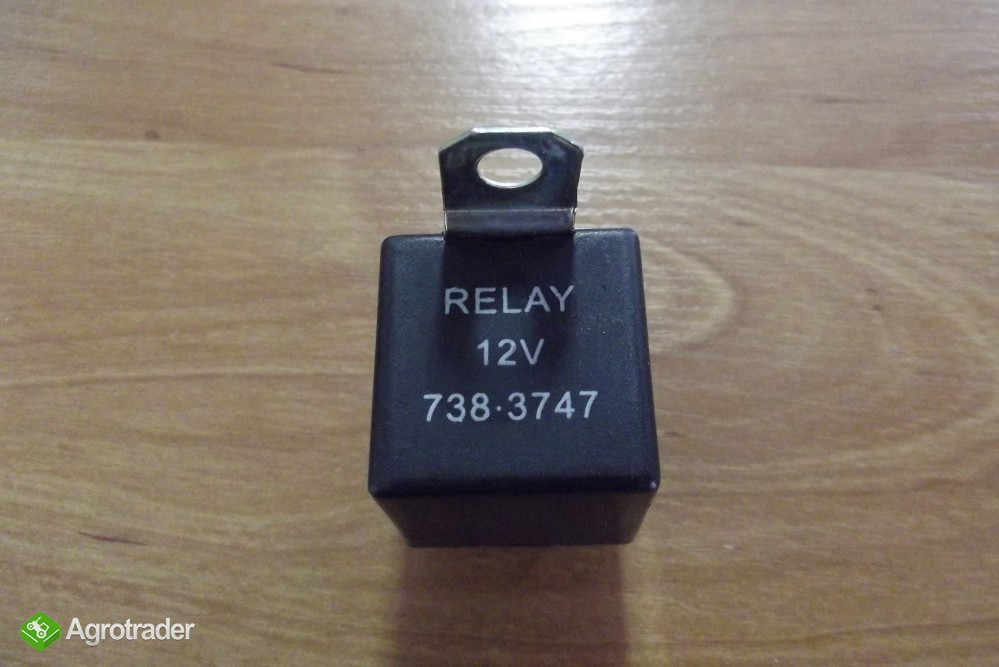 RELAY
12V
738·3747
Agrotrader